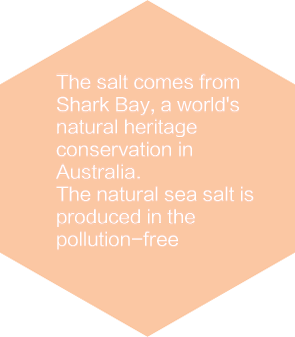 The salt comes from
Shark Bay, a world's
natural heritage
conservation in
Australia.
The natural sea salt is
produced in the
pollution-free